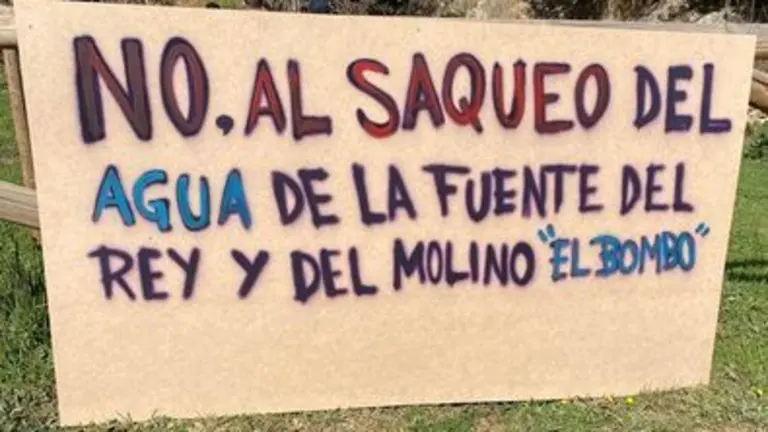 NO, AL SAQUEO DEL
AGUA DE LA FUENTE DEL
REY Y DEL MOLINO "EL BOMBO"